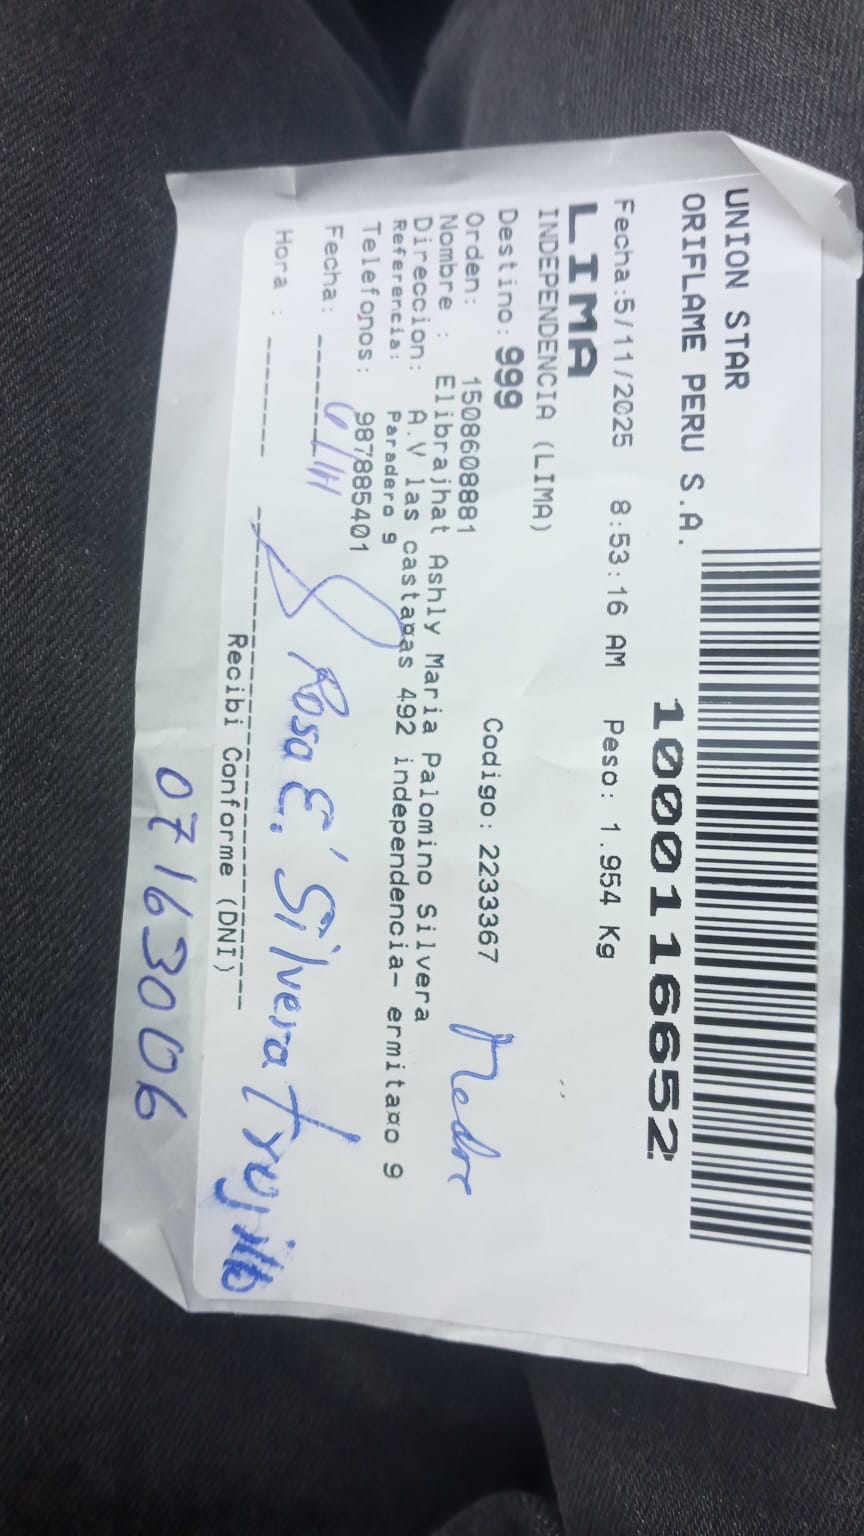 UNION STAR
ORIFLAME PERU S.A.
10001116652
Fecha:5/11/2025 8:53:16 AM Peso: 1.954 Kg
LIMA
INDEPENDENCIA (LIMA)
Destino: 999
Orden: 1508608881 Codigo: 2233367
Nombre : Elibrajhat Ashly Maria Palomino Silvera
Madre
Direccion: A.V las castañas 492 independencia- ermitaño 9
Referencia: Paradero 9
Telefonos: 987885401
Fecha: 6/11
Hora :
Rosa E. Silvera Trujillo
Recibi Conforme (DNI)
07163006